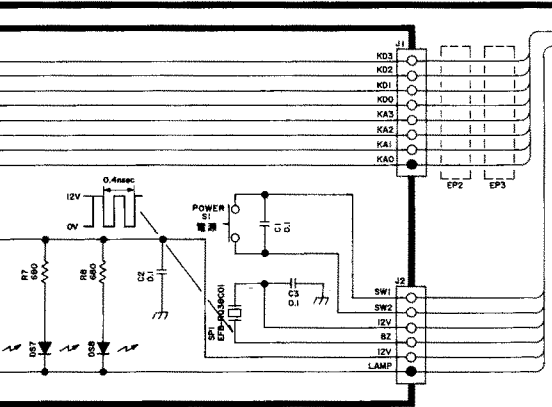 J1
KD3
KD2
KD1
KD0
KA3
KA2
KA1
KA0
EP2
EP3
0.4nsec
12V
0V
POWER
S1
電源
C1
0.1
R7
680
R8
680
C2
0.1
SP1
EFB-RD39C01
C3
0.1
DS7
DS8
J2
SW1
SW2
12V
BZ
12V
LAMP